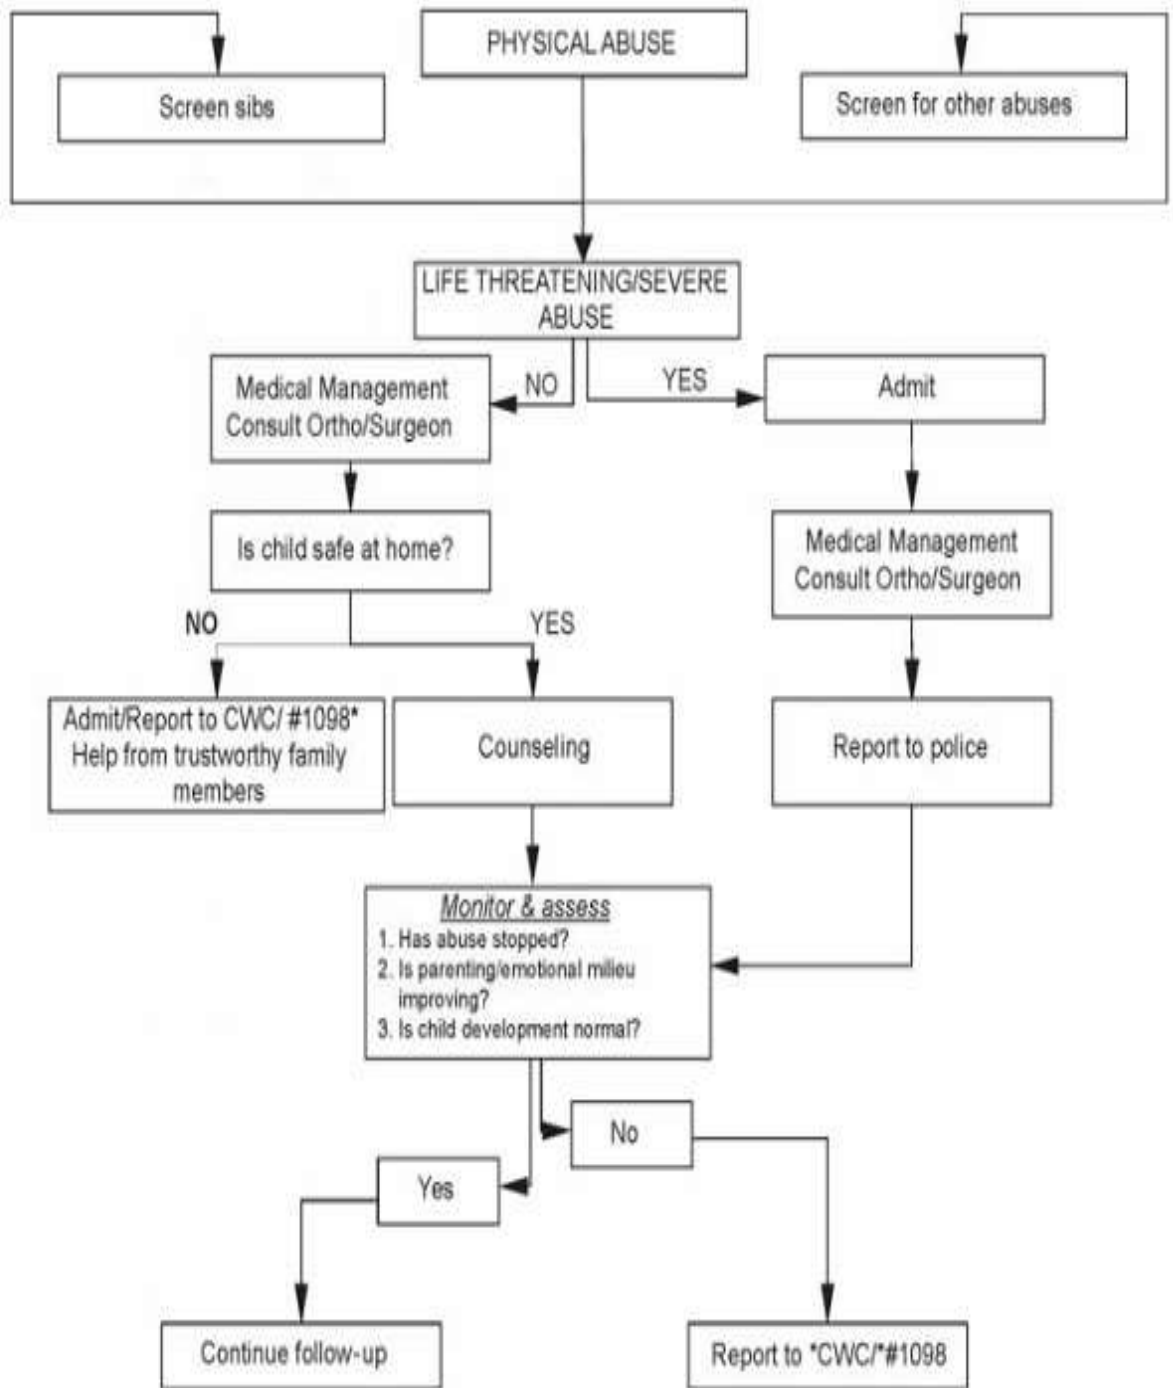 PHYSICAL ABUSE
Screen sibs
Screen for other abuses
LIFE THREATENING/SEVERE
ABUSE
NO
YES
Medical Management
Consult Ortho/Surgeon
Admit
Is child safe at home?
Medical Management
Consult Ortho/Surgeon
NO
YES
Admit/Report to CWC/ #1098*
Help from trustworthy family
members
Counseling
Report to police
Monitor & assess
1. Has abuse stopped?
2. Is parenting/emotional milieu
improving?
3. Is child development normal?
No
Yes
Continue follow-up
Report to *CWC/*#1098